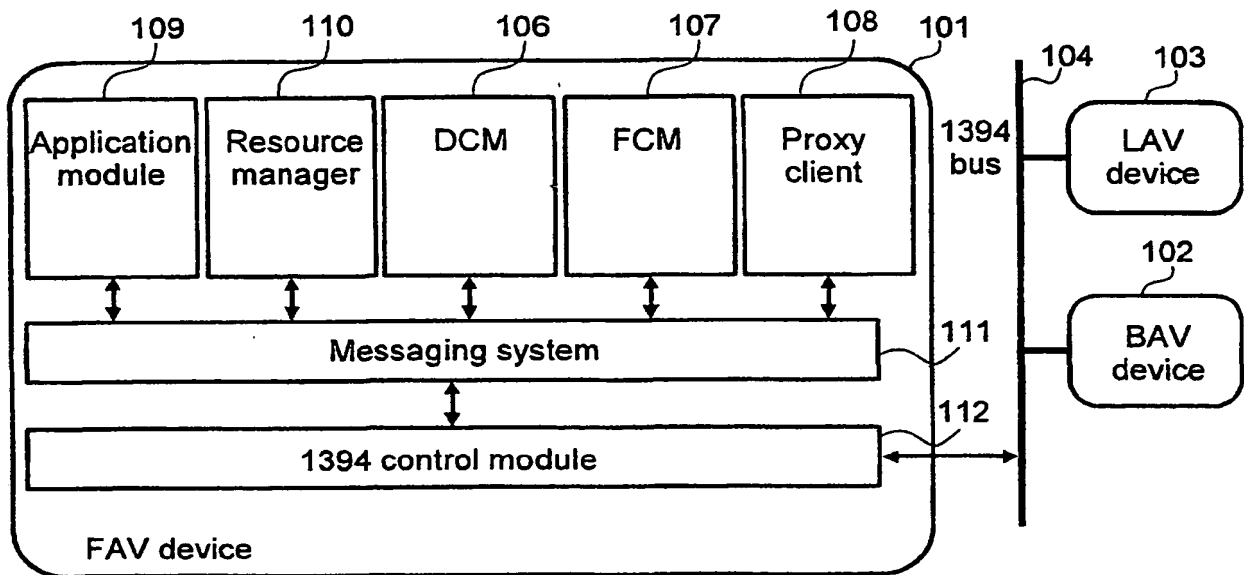 109
110
106
107
108
101
104
103
Application
module
Resource
manager
DCM
FCM
Proxy
client
1394
bus
LAV
device
102
Messaging system
111
BAV
device
112
1394 control module
FAV device